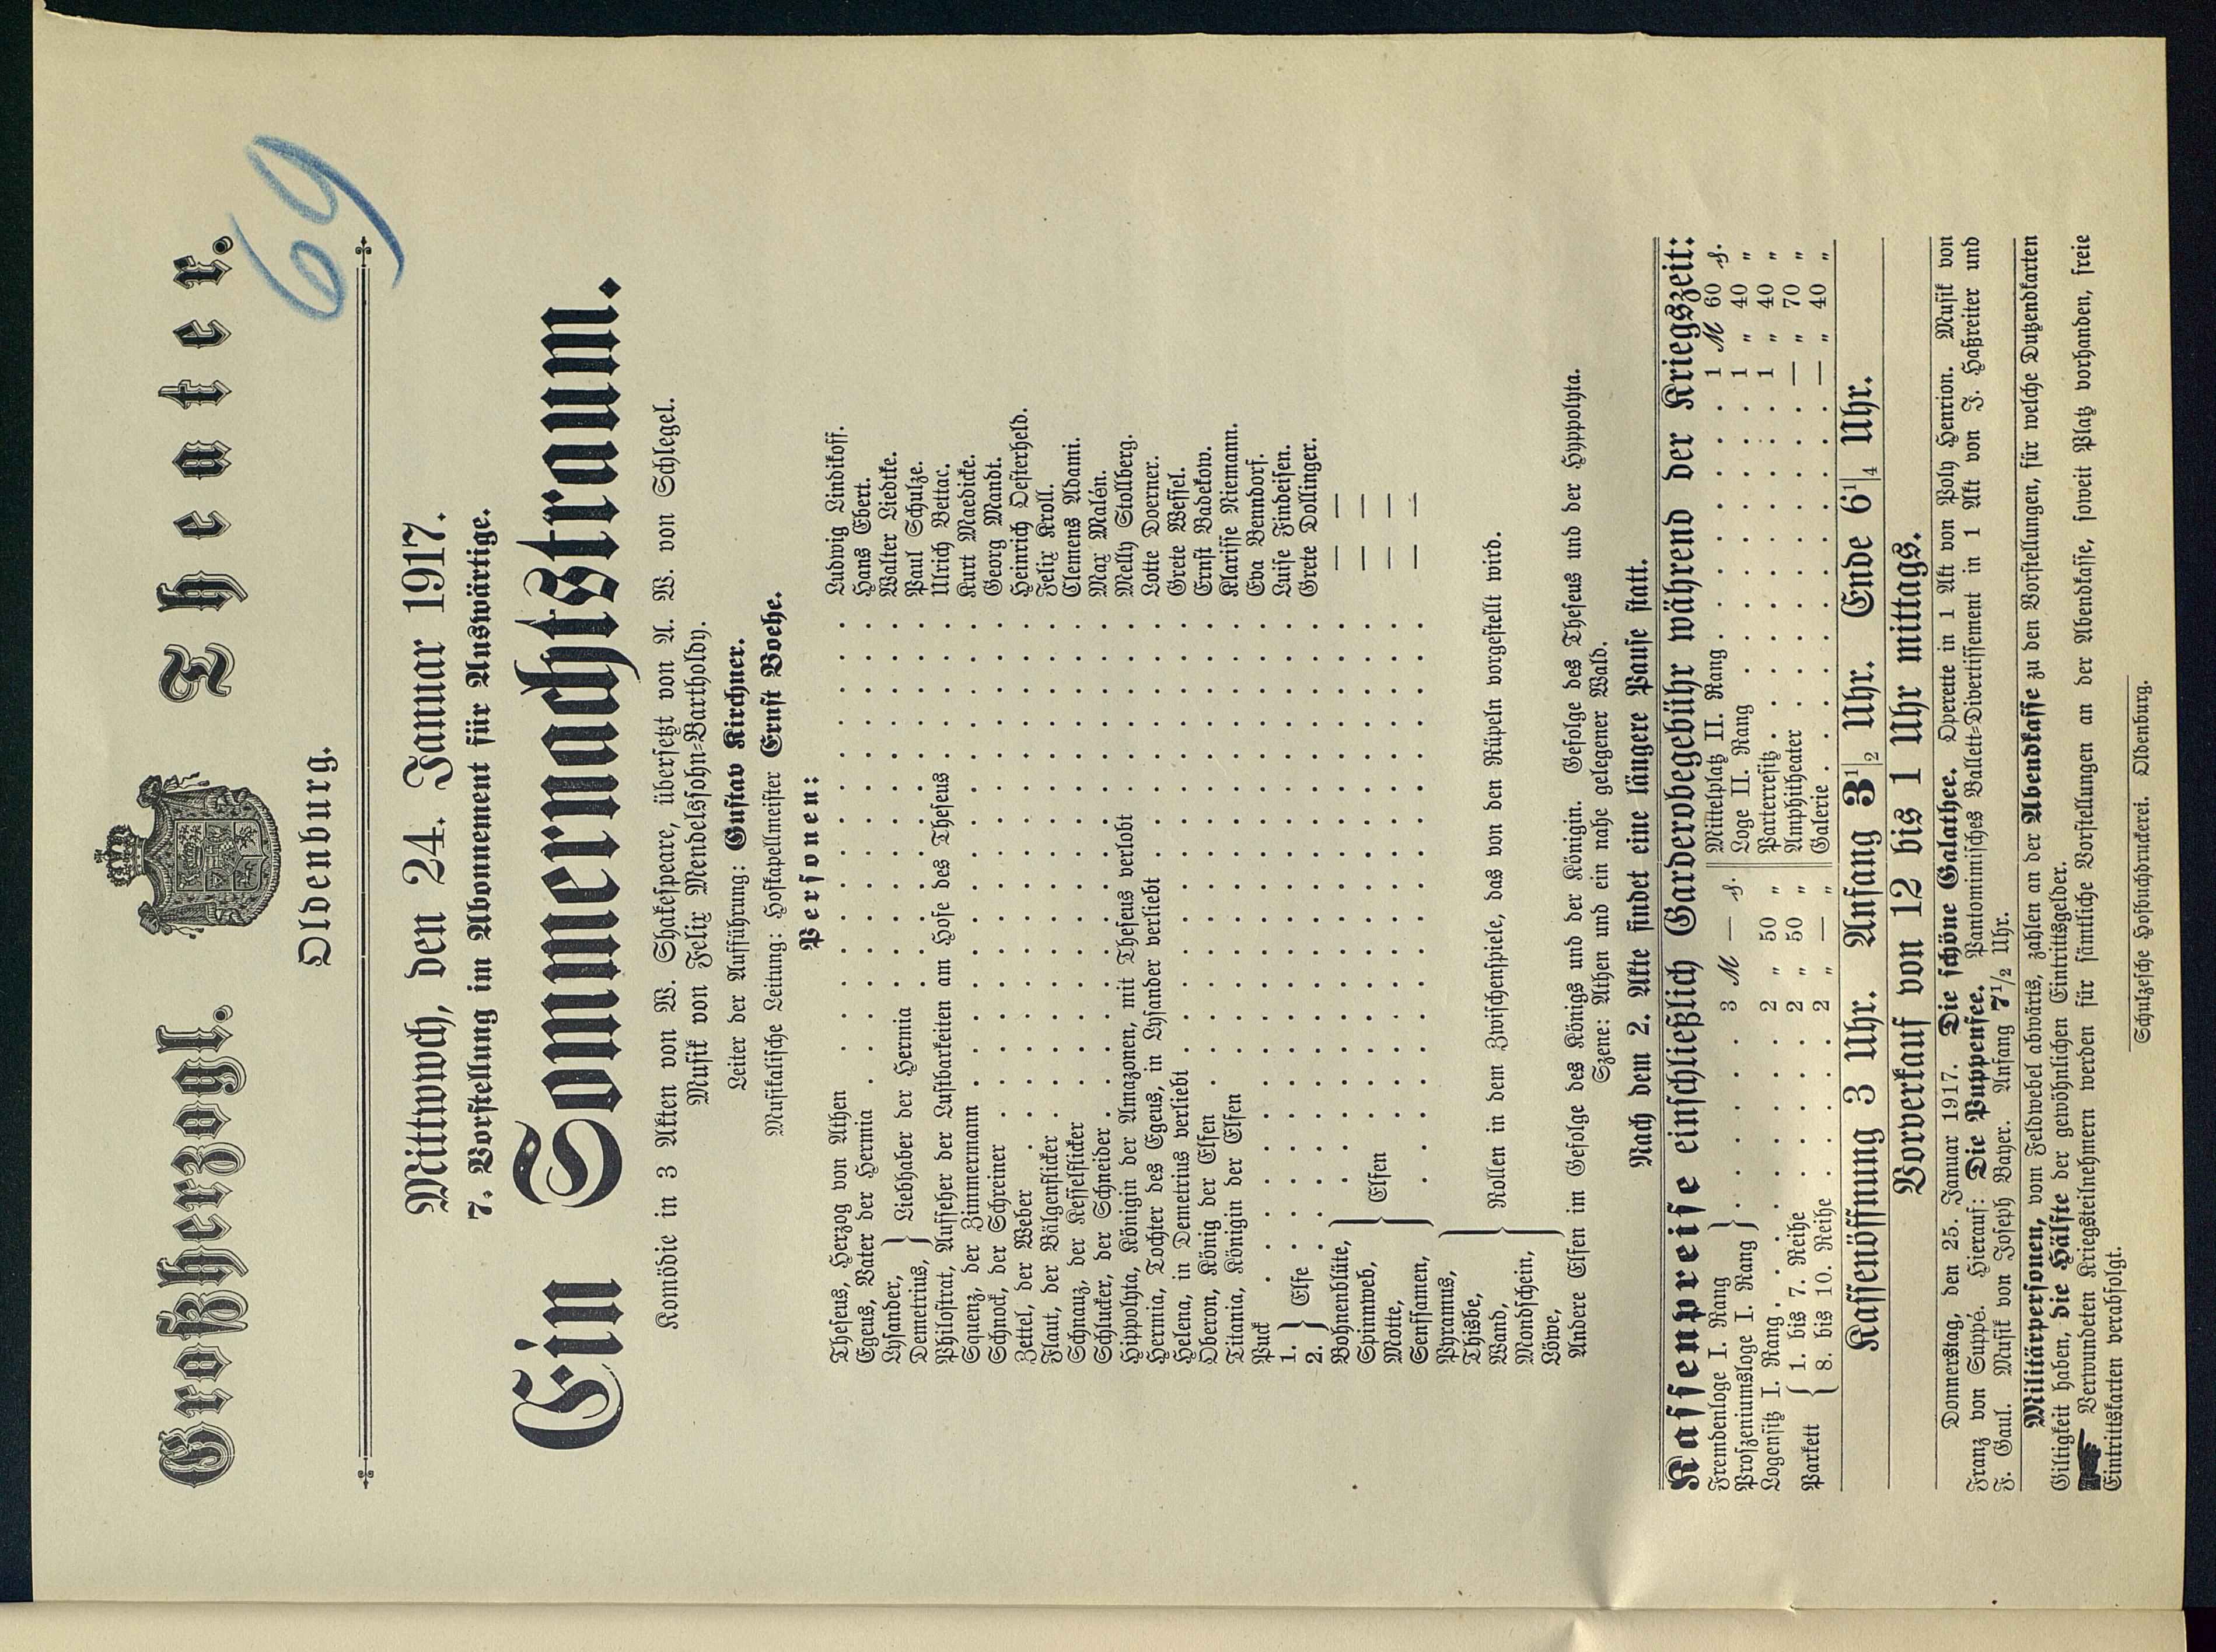 Großherzogl. Theater.
Oldenburg.
69
Mittwoch, den 24. Januar 1917.
7. Vorstellung im Abonnement für Auswärtige.
Ein Sommernachtstraum.
Komödie in 3 Akten von W. Shakespeare, übersetzt von A. W. von Schlegel.
Musik von Felix Mendelssohn-Bartholdy.
Leiter der Aufführung: Gustav Kirchner.
Musikalische Leitung: Hofkapellmeister Ernst Boehe.
Personen:
Theseus, Herzog von Athen . . . Ludwig Lindikoff.
Egeus, Vater der Hermia . . . Hans Ebert.
Lysander, } Liebhaber der Hermia . . . Walter Liedtke.
Demetrius, } . . . Paul Schulze.
Philostrat, Aufseher der Lustbarkeiten am Hofe des Theseus . . . Ulrich Bettac.
Squenz, der Zimmermann . . . Kurt Maedicke.
Schnock, der Schreiner . . . Georg Mandt.
Zettel, der Weber . . . Heinrich Oesterheld.
Flaut, der Bälgenflicker . . . Felix Kroll.
Schnauz, der Kesselflicker . . . Clemens Adami.
Schlucker, der Schneider . . . Max Malén.
Hippolyta, Königin der Amazonen, mit Theseus verlobt . . . Melly Stollberg.
Hermia, Tochter des Egeus, in Lysander verliebt . . . Lotte Doerner.
Helena, in Demetrius verliebt . . . Grete Wessel.
Oberon, König der Elfen . . . Ernst Badekow.
Titania, Königin der Elfen . . . Klarisse Niemann.
Puck . . . Eva Benndorf.
1. } Elfe . . . Luise Findeisen.
2. } . . . Grete Dollinger.
Bohnenblüte, } . . . — —
Spinnweb, } Elfen . . . — —
Motte, } . . . — —
Senfsamen, } . . . — —
Pyramus, }
Thisbe, }
Wand, } Rollen in dem Zwischenspiele, das von den Rüpeln vorgestellt wird.
Mondschein, }
Löwe, }
Andere Elfen im Gefolge des Königs und der Königin. Gefolge des Theseus und der Hyppolyta.
Szene: Athen und ein nahe gelegener Wald.
Nach dem 2. Akte findet eine längere Pause statt.
Kassenpreise einschließlich Garderobegebühr während der Kriegszeit:
Fremdenloge I. Rang } . . . 3 ℳ — ₰.
Proszeniumsloge I. Rang }
Logensitz I. Rang . . . 2 „ 50 „
Parkett { 1. bis 7. Reihe . . . 2 „ 50 „
{ 8. bis 10. Reihe . . . 2 „ — „
Mittelplatz II. Rang . . . 1 ℳ 60 ₰.
Loge II. Rang . . . 1 „ 40 „
Parterresitz . . . 1 „ 40 „
Amphitheater . . . — „ 70 „
Galerie . . . — „ 40 „
Kassenöffnung 3 Uhr. Anfang 3½ Uhr. Ende 6¼ Uhr.
Vorverkauf von 12 bis 1 Uhr mittags.
Donnerstag, den 25. Januar 1917. Die schöne Galathee. Operette in 1 Akt von Poly Henrion. Musik von
Franz von Suppé. Hierauf: Die Puppenfee. Pantomimisches Ballett-Divertissement in 1 Akt von J. Haßreiter und
F. Gaul. Musik von Joseph Bayer. Anfang 7½ Uhr.
Militärpersonen, vom Feldwebel abwärts, zahlen an der Abendkasse zu den Vorstellungen, für welche Dutzendkarten
Giltigkeit haben, die Hälfte der gewöhnlichen Eintrittsgelder.
☛ Verwundeten Kriegsteilnehmern werden für sämtliche Vorstellungen an der Abendkasse, soweit Platz vorhanden, freie
Eintrittskarten verabfolgt.
Schulzesche Hofbuchdruckerei. Oldenburg.